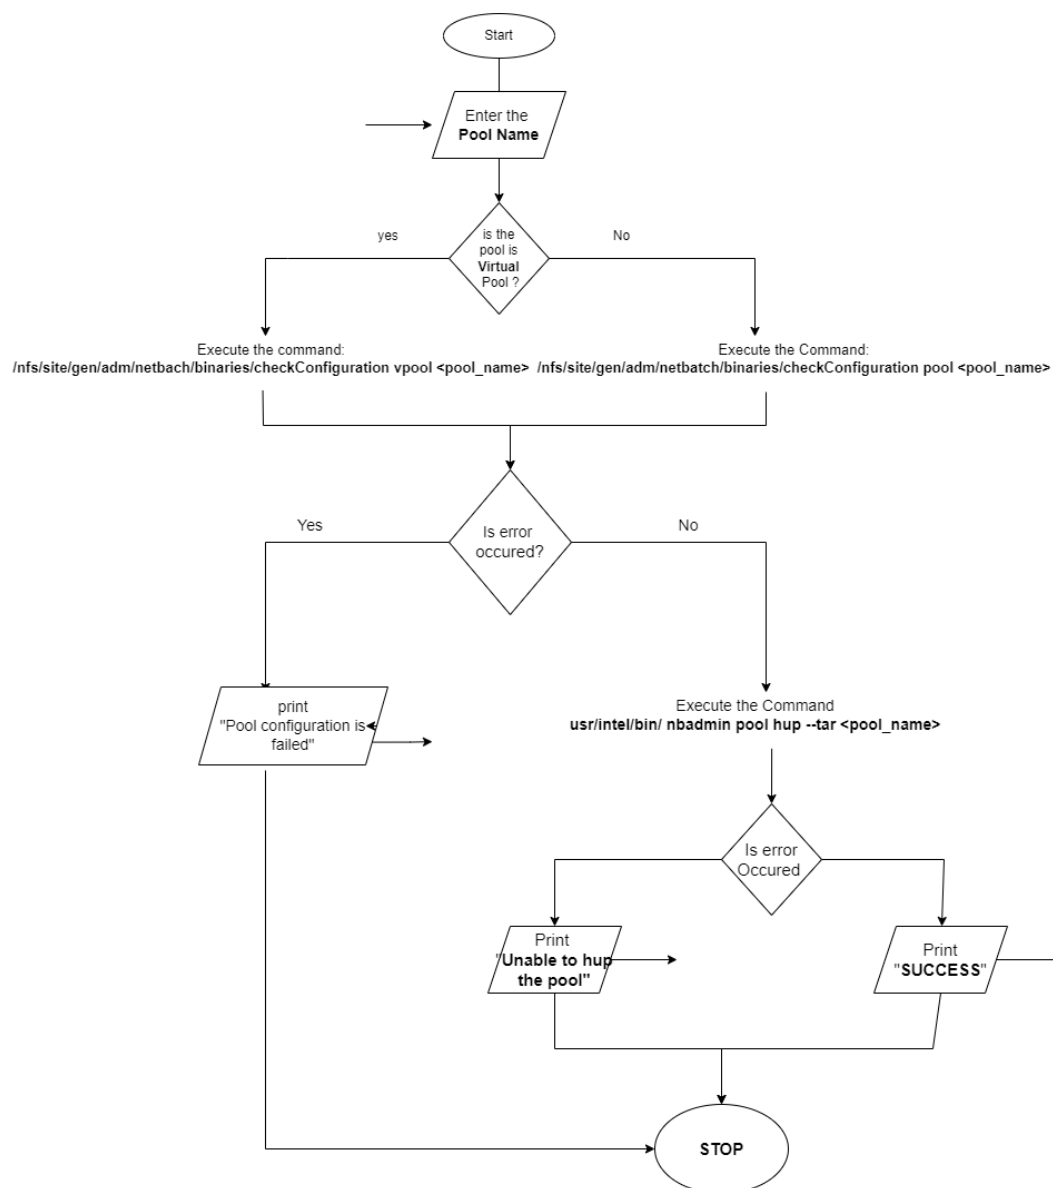 Start
Enter the
Pool Name
yes
is the
pool is
Virtual
Pool ?
No
Execute the command:
/nfs/site/gen/adm/netbach/binaries/checkConfiguration vpool <pool_name>
Execute the Command:
/nfs/site/gen/adm/netbatch/binaries/checkConfiguration pool <pool_name>
Yes
Is error
occured?
No
print
"Pool configuration is
failed"
Execute the Command
usr/intel/bin/ nbadmin pool hup --tar <pool_name>
Is error
Occured
Print
"Unable to hup
the pool"
Print
"SUCCESS"
STOP